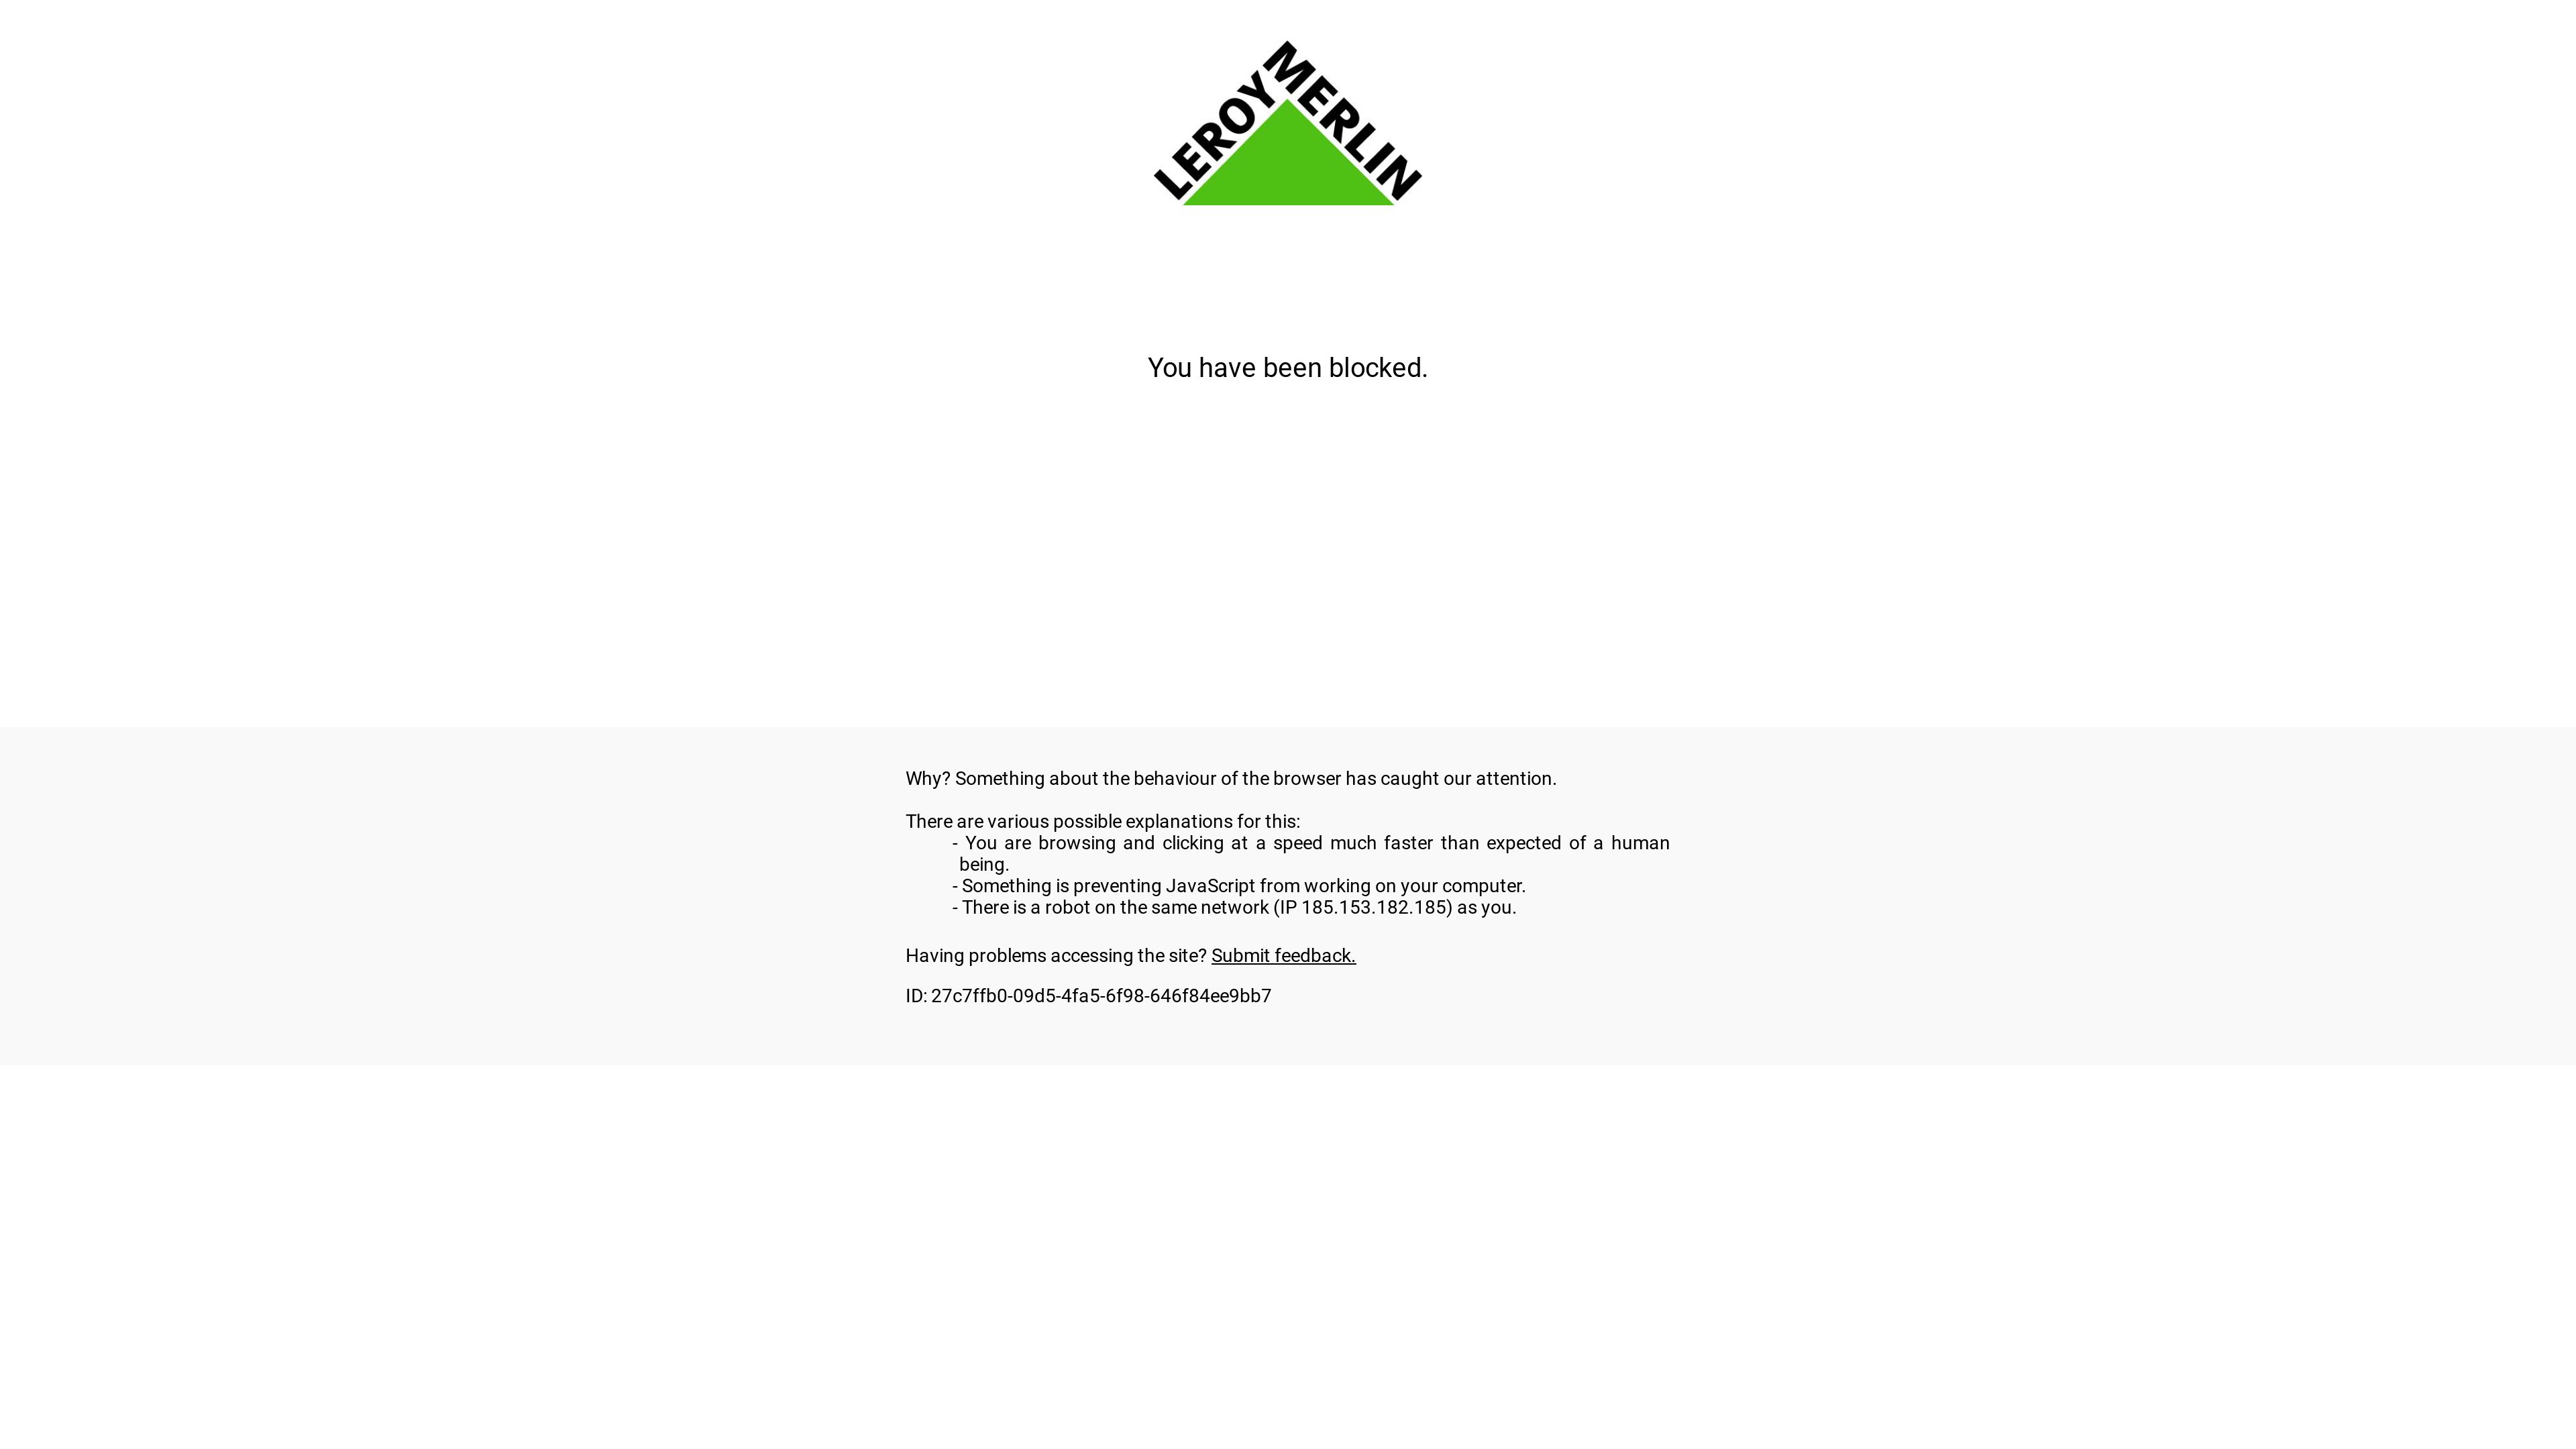 LEROY MERLIN
You have been blocked.
Why? Something about the behaviour of the browser has caught our attention.
There are various possible explanations for this:
- You are browsing and clicking at a speed much faster than expected of a human
being.
- Something is preventing JavaScript from working on your computer.
- There is a robot on the same network (IP 185.153.182.185) as you.
Having problems accessing the site? Submit feedback.
ID: 27c7ffb0-09d5-4fa5-6f98-646f84ee9bb7